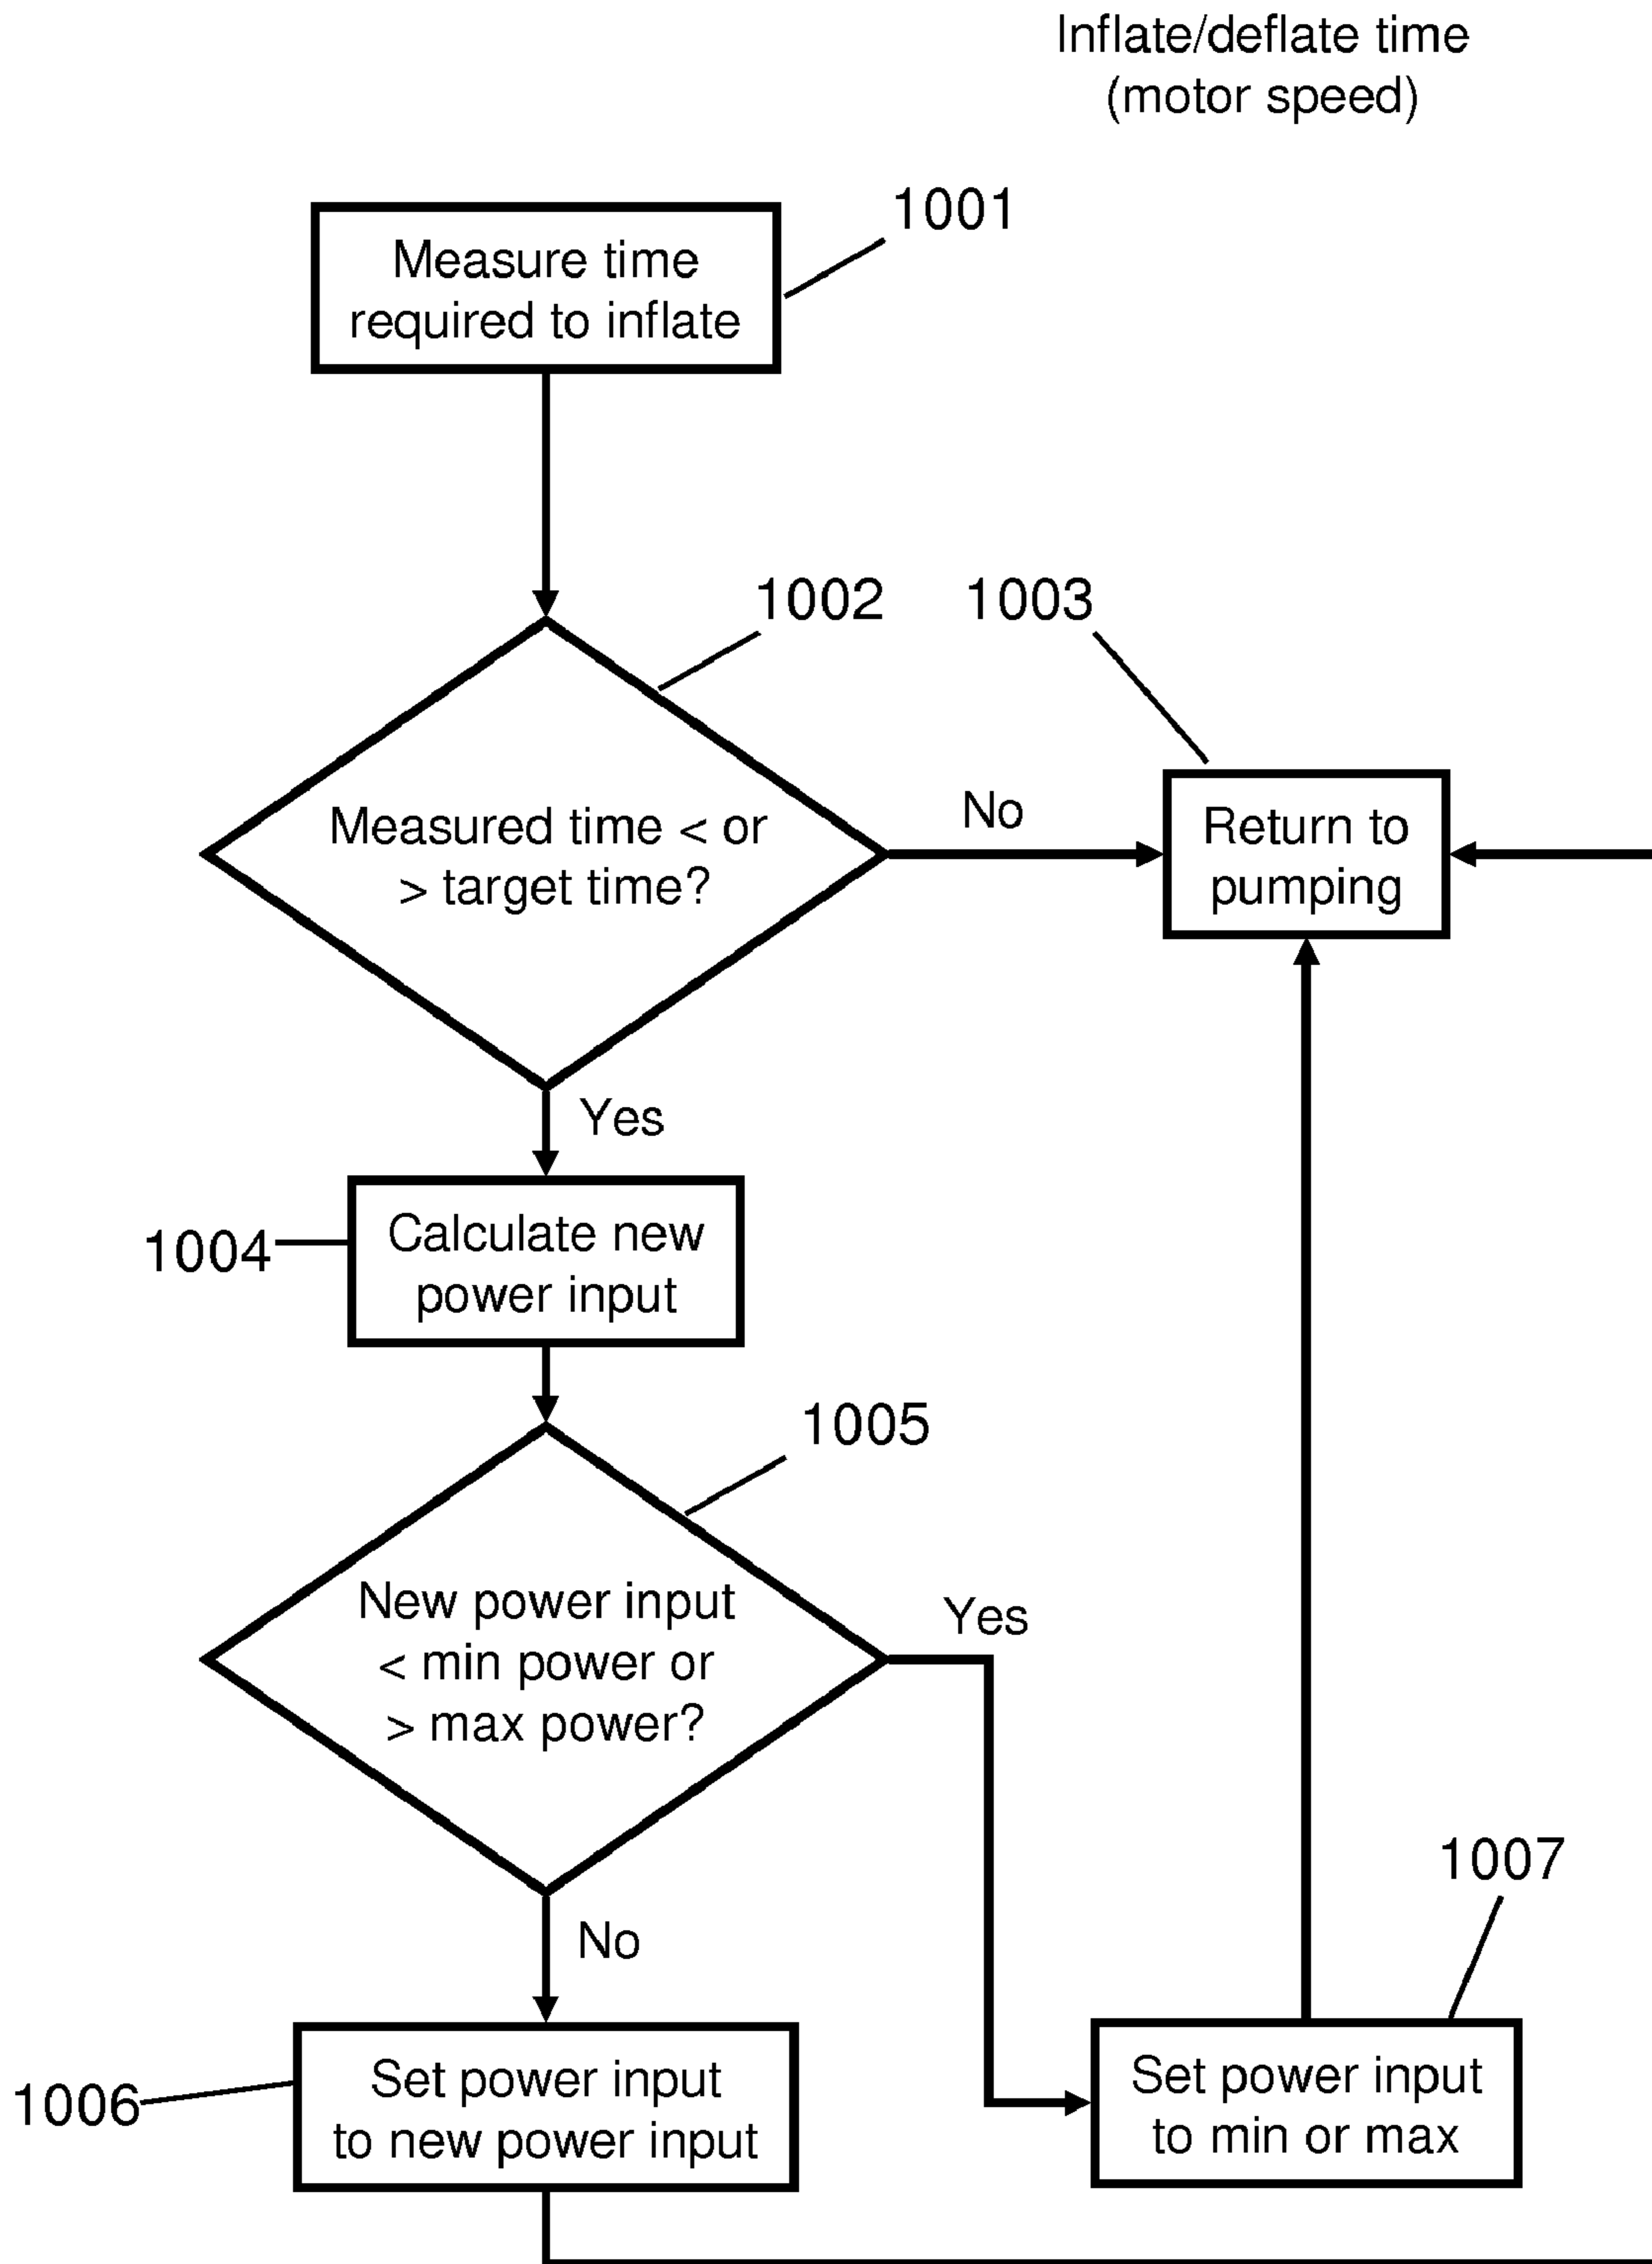 Inflate/deflate time
(motor speed)
1001
Measure time
required to inflate
1002
1003
Measured time < or
> target time?
No
Return to
pumping
Yes
1004
Calculate new
power input
1005
New power input
< min power or
> max power?
Yes
1007
No
1006
Set power input
to new power input
Set power input
to min or max